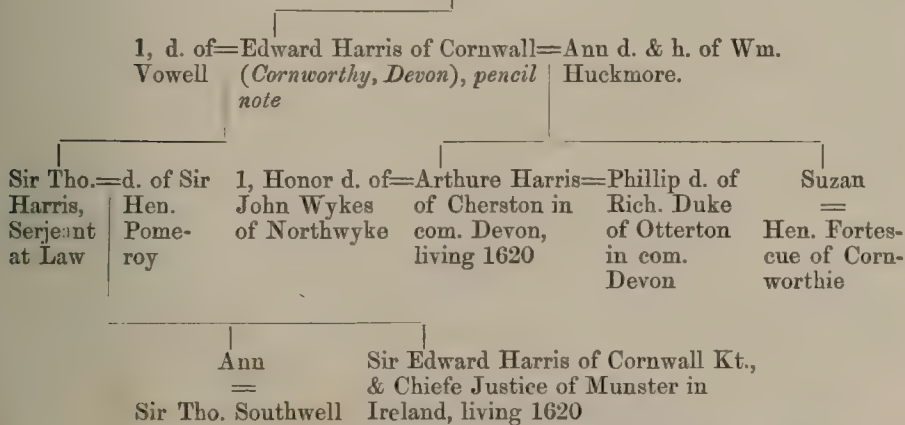 1, d. of=Edward Harris of Cornwall=Ann d. & h. of Wm.
Vowell (Cornworthy, Devon), pencil Huckmore.
note
Sir Tho.=d. of Sir 1, Honor d. of=Arthure Harris=Phillip d. of Suzan
Harris, Hen. John Wykes of Cherston in Rich. Duke =
Serjeant Pome- of Northwyke com. Devon, of Otterton Hen. Fortes-
at Law roy living 1620 in com. cue of Corn-
Devon worthie
Ann Sir Edward Harris of Cornwall Kt.,
= & Chiefe Justice of Munster in
Sir Tho. Southwell Ireland, living 1620